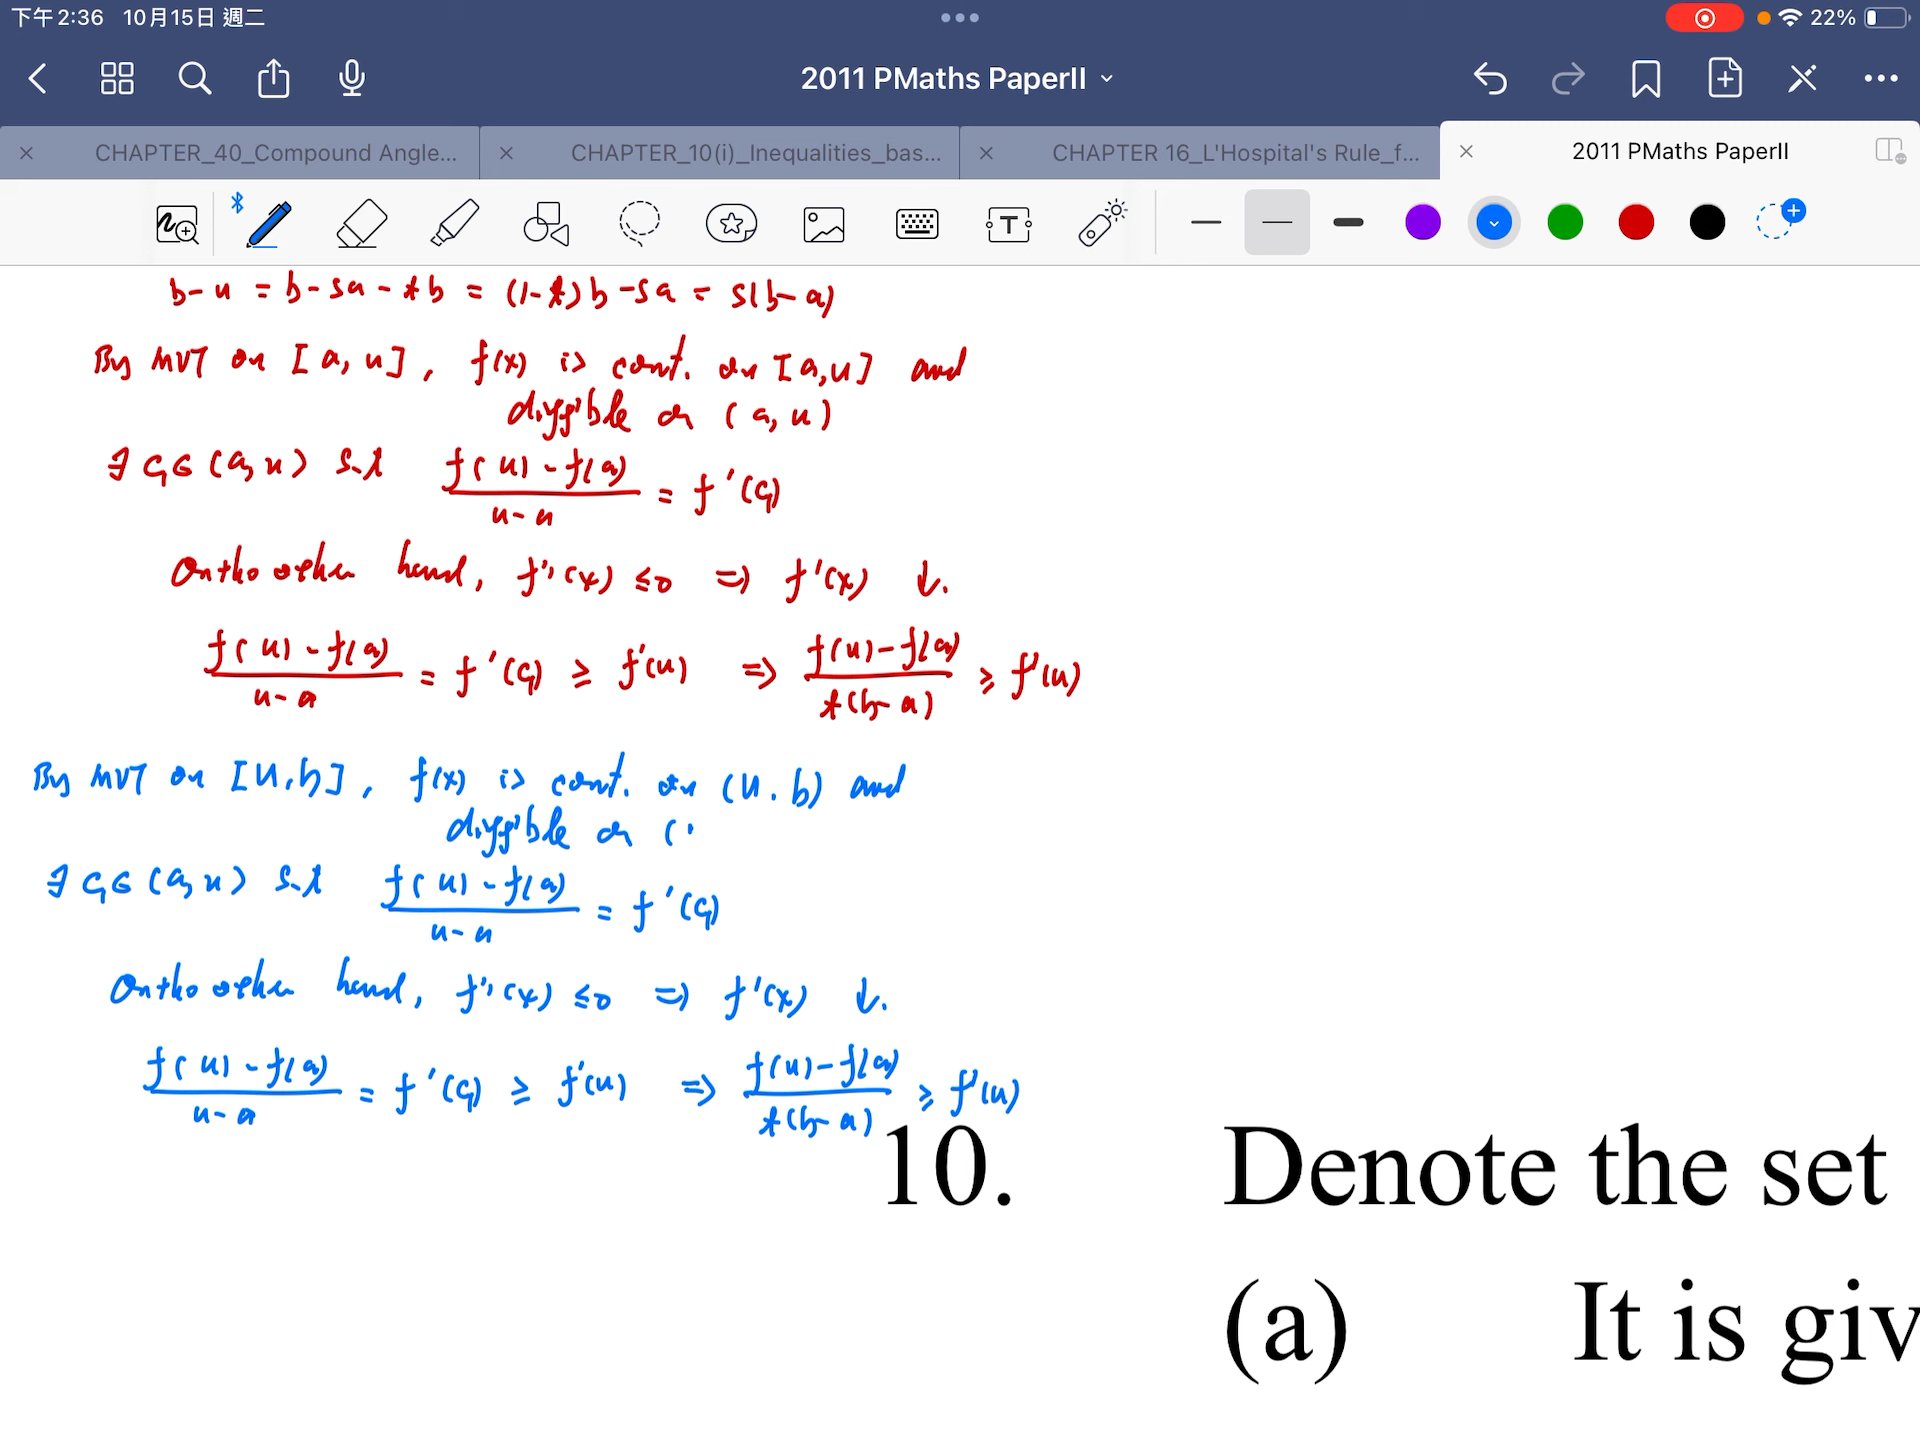 下午2:36 10月15日 週二
22%
2011 PMaths PaperII
CHAPTER_40_Compound Angle...
CHAPTER_10(i)_Inequalities_bas...
CHAPTER 16_L'Hospital's Rule_f...
2011 PMaths PaperII
T
b-u = b-sa-tb = (1-t)b-sa = s(b-a)
By MVT on [a,u], f(x) is cont. on [a,u] and
diff'ble on (a,u)
∃ C₁∈(a,u) s.t (f(u)-f(a))/(u-a) = f'(C₁)
On the other hand, f''(x) ≤0 ⇒ f'(x) ↓.
(f(u)-f(a))/(u-a) = f'(C₁) ≥ f'(u) ⇒ (f(u)-f(a))/(t(b-a)) ≥ f'(u)
By MVT on [u,b], f(x) is cont. on (u,b) and
diff'ble on (
∃ C₁∈(a,u) s.t (f(u)-f(a))/(u-a) = f'(C₁)
On the other hand, f''(x) ≤0 ⇒ f'(x) ↓.
(f(u)-f(a))/(u-a) = f'(C₁) ≥ f'(u) ⇒ (f(u)-f(a))/(t(b-a)) ≥ f'(u)
10. Denote the set
(a) It is giv